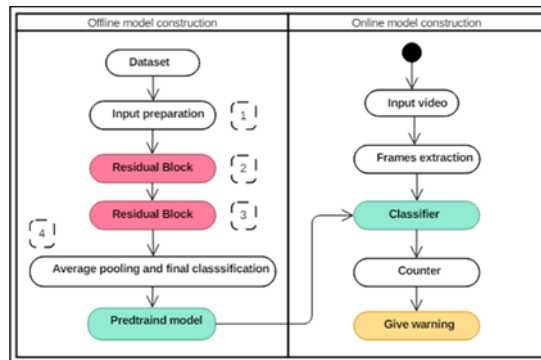 Offline model construction
Dataset
Input preparation
1
Residual Block
2
Residual Block
3
4
Average pooling and final classsification
Predtraind model
Online model construction
Input video
Frames extraction
Classifier
Counter
Give warning